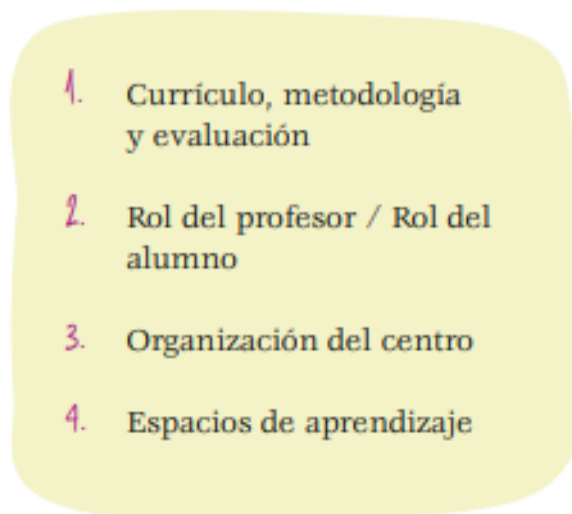 1. Currículo, metodología
y evaluación
2. Rol del profesor / Rol del
alumno
3. Organización del centro
4. Espacios de aprendizaje